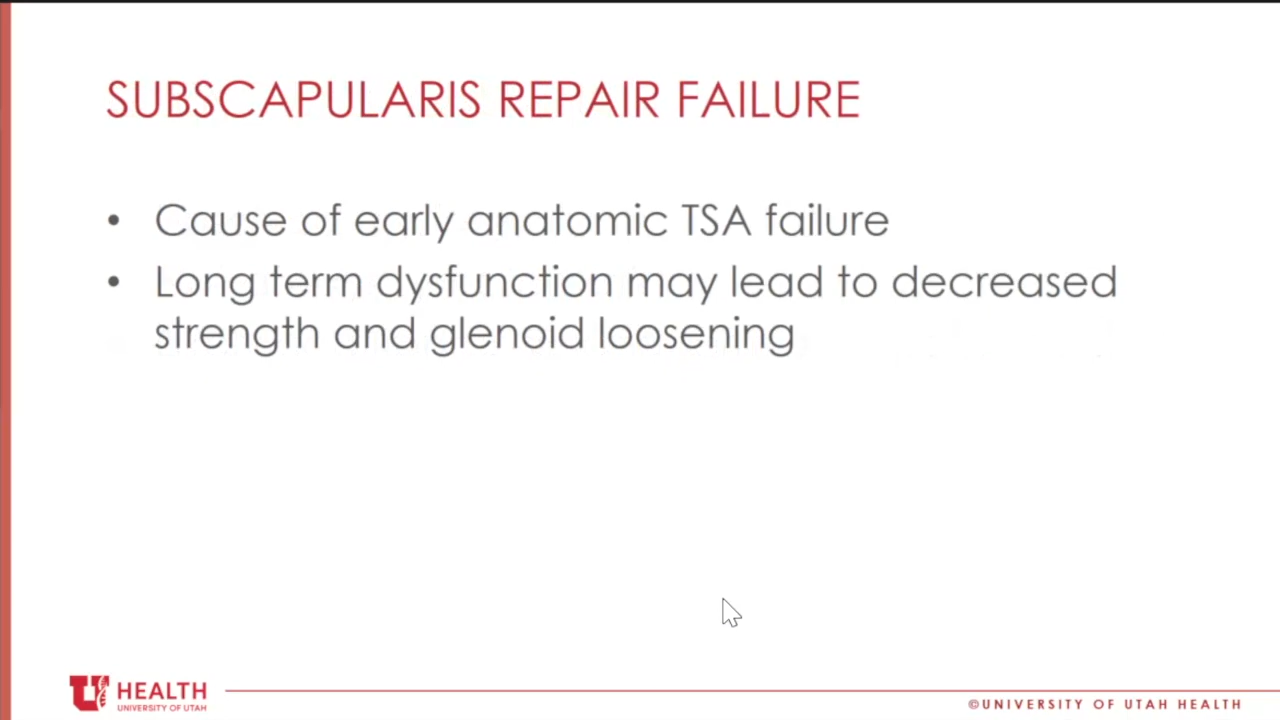 SUBSCAPULARIS REPAIR FAILURE
• Cause of early anatomic TSA failure
• Long term dysfunction may lead to decreased
strength and glenoid loosening
U HEALTH
UNIVERSITY OF UTAH
©UNIVERSITY OF UTAH HEALTH